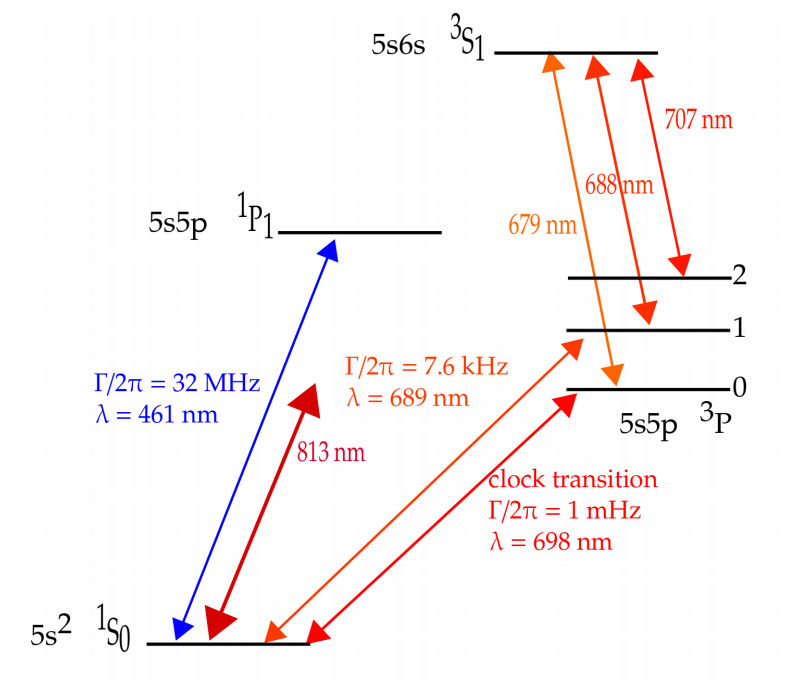 5s6s ³S₁
707 nm
688 nm
679 nm
5s5p ¹P₁
2
1
0
5s5p ³P
Γ/2π = 32 MHz
λ = 461 nm
Γ/2π = 7.6 kHz
λ = 689 nm
813 nm
clock transition
Γ/2π = 1 mHz
λ = 698 nm
5s² ¹S₀